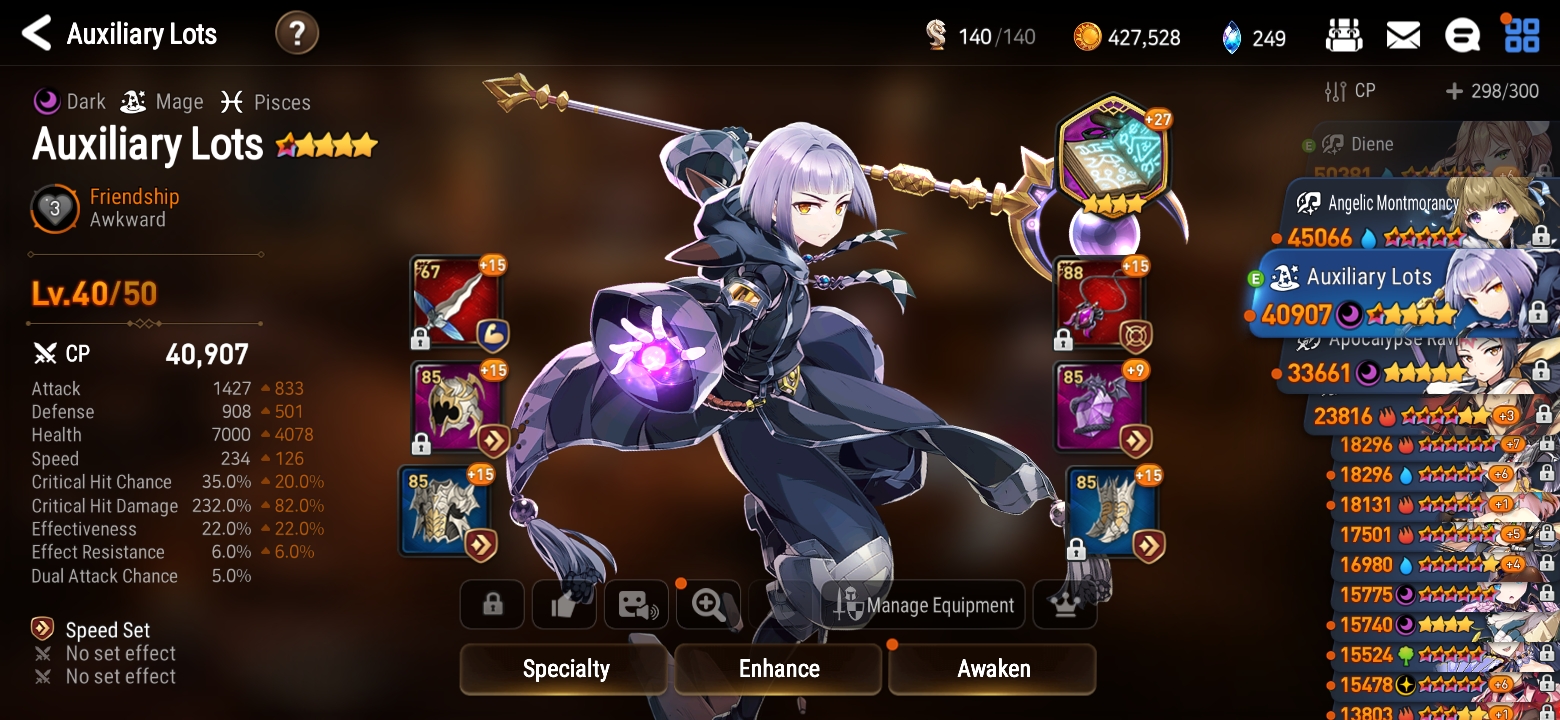 Auxiliary Lots
?
140/140
427,528
249
Dark Mage Pisces
Auxiliary Lots
3 Friendship
Awkward
Lv.40/50
CP 40,907
Attack 1427 833
Defense 908 501
Health 7000 4078
Speed 234 126
Critical Hit Chance 35.0% 20.0%
Critical Hit Damage 232.0% 82.0%
Effectiveness 22.0% 22.0%
Effect Resistance 6.0% 6.0%
Dual Attack Chance 5.0%
Speed Set
No set effect
No set effect
67 +15
85 +15
85 +15
+27
88 +15
85 +9
85 +15
Manage Equipment
Specialty
Enhance
Awaken
CP
+ 298/300
E Diene
Angelic Montmorancy
45066
E Auxiliary Lots
40907
33661
23816 +3
18296 +7
18296 +6
18131 +1
17501 +5
16980 +4
15775
15740
15524
15478 +6
13803 +1